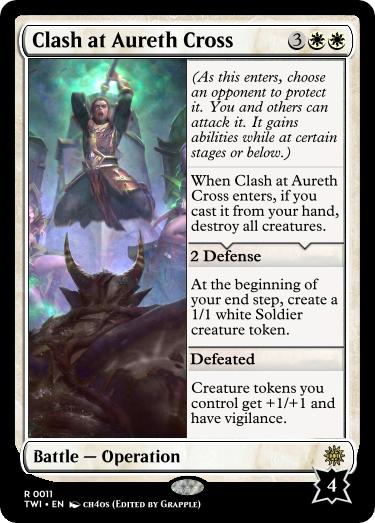 Clash at Aureth Cross 3
(As this enters, choose
an opponent to protect
it. You and others can
attack it. It gains
abilities while at certain
stages or below.)
When Clash at Aureth
Cross enters, if you
cast it from your hand,
destroy all creatures.
2 Defense
At the beginning of
your end step, create a
1/1 white Soldier
creature token.
Defeated
Creature tokens you
control get +1/+1 and
have vigilance.
Battle — Operation
4
R 0011
TWI • EN CH4OS (Edited by GRAPPLE)